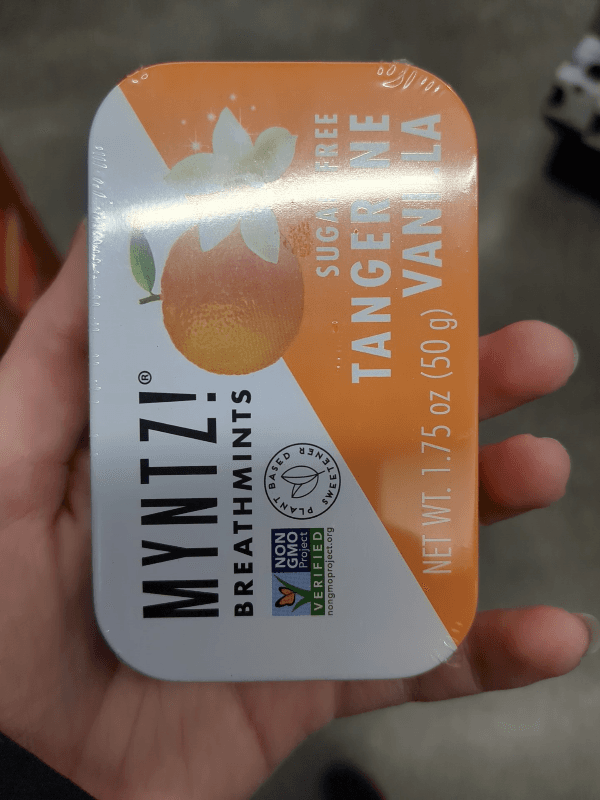 MYNTZ!®
BREATHMINTS
NON
GMO
Project
VERIFIED
nongmoproject.org
PLANT BASED SWEETENER
SUGAR FREE
TANGERINE
VANILLA
NET WT. 1.75 oz (50 g)